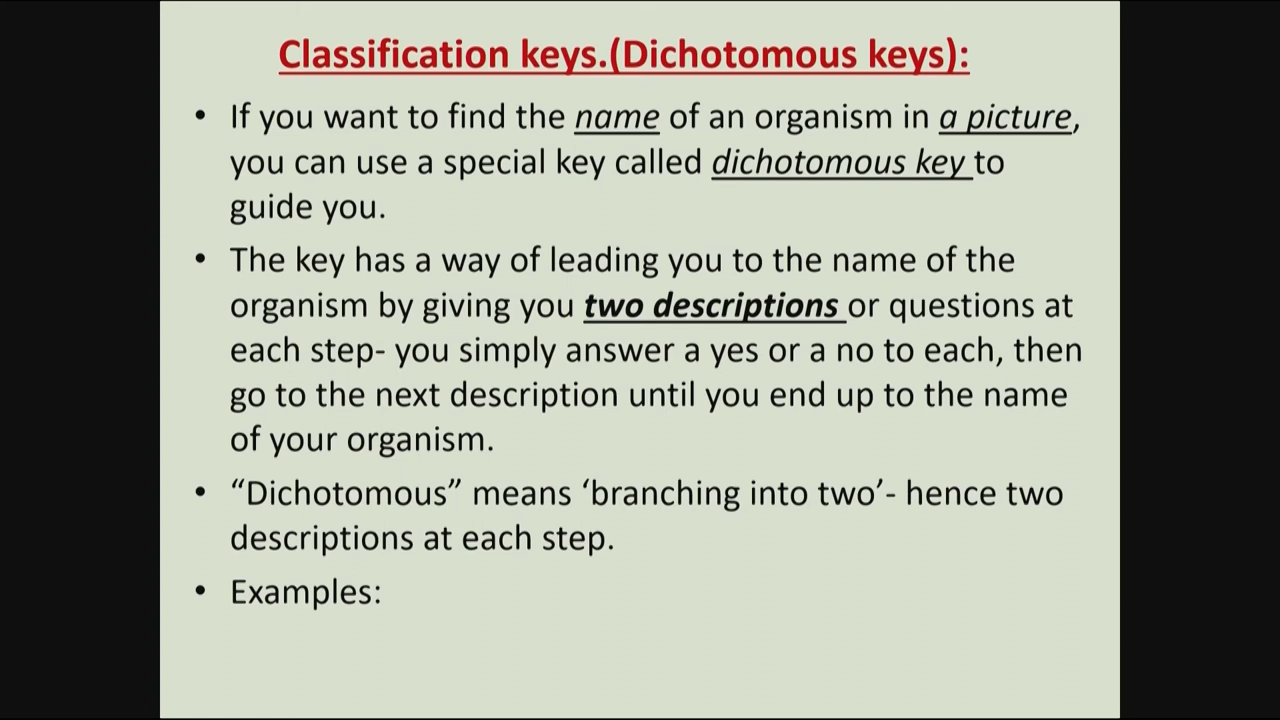 Classification keys.(Dichotomous keys):
• If you want to find the name of an organism in a picture,
you can use a special key called dichotomous key to
guide you.
• The key has a way of leading you to the name of the
organism by giving you two descriptions or questions at
each step- you simply answer a yes or a no to each, then
go to the next description until you end up to the name
of your organism.
• “Dichotomous” means ‘branching into two’- hence two
descriptions at each step.
• Examples: